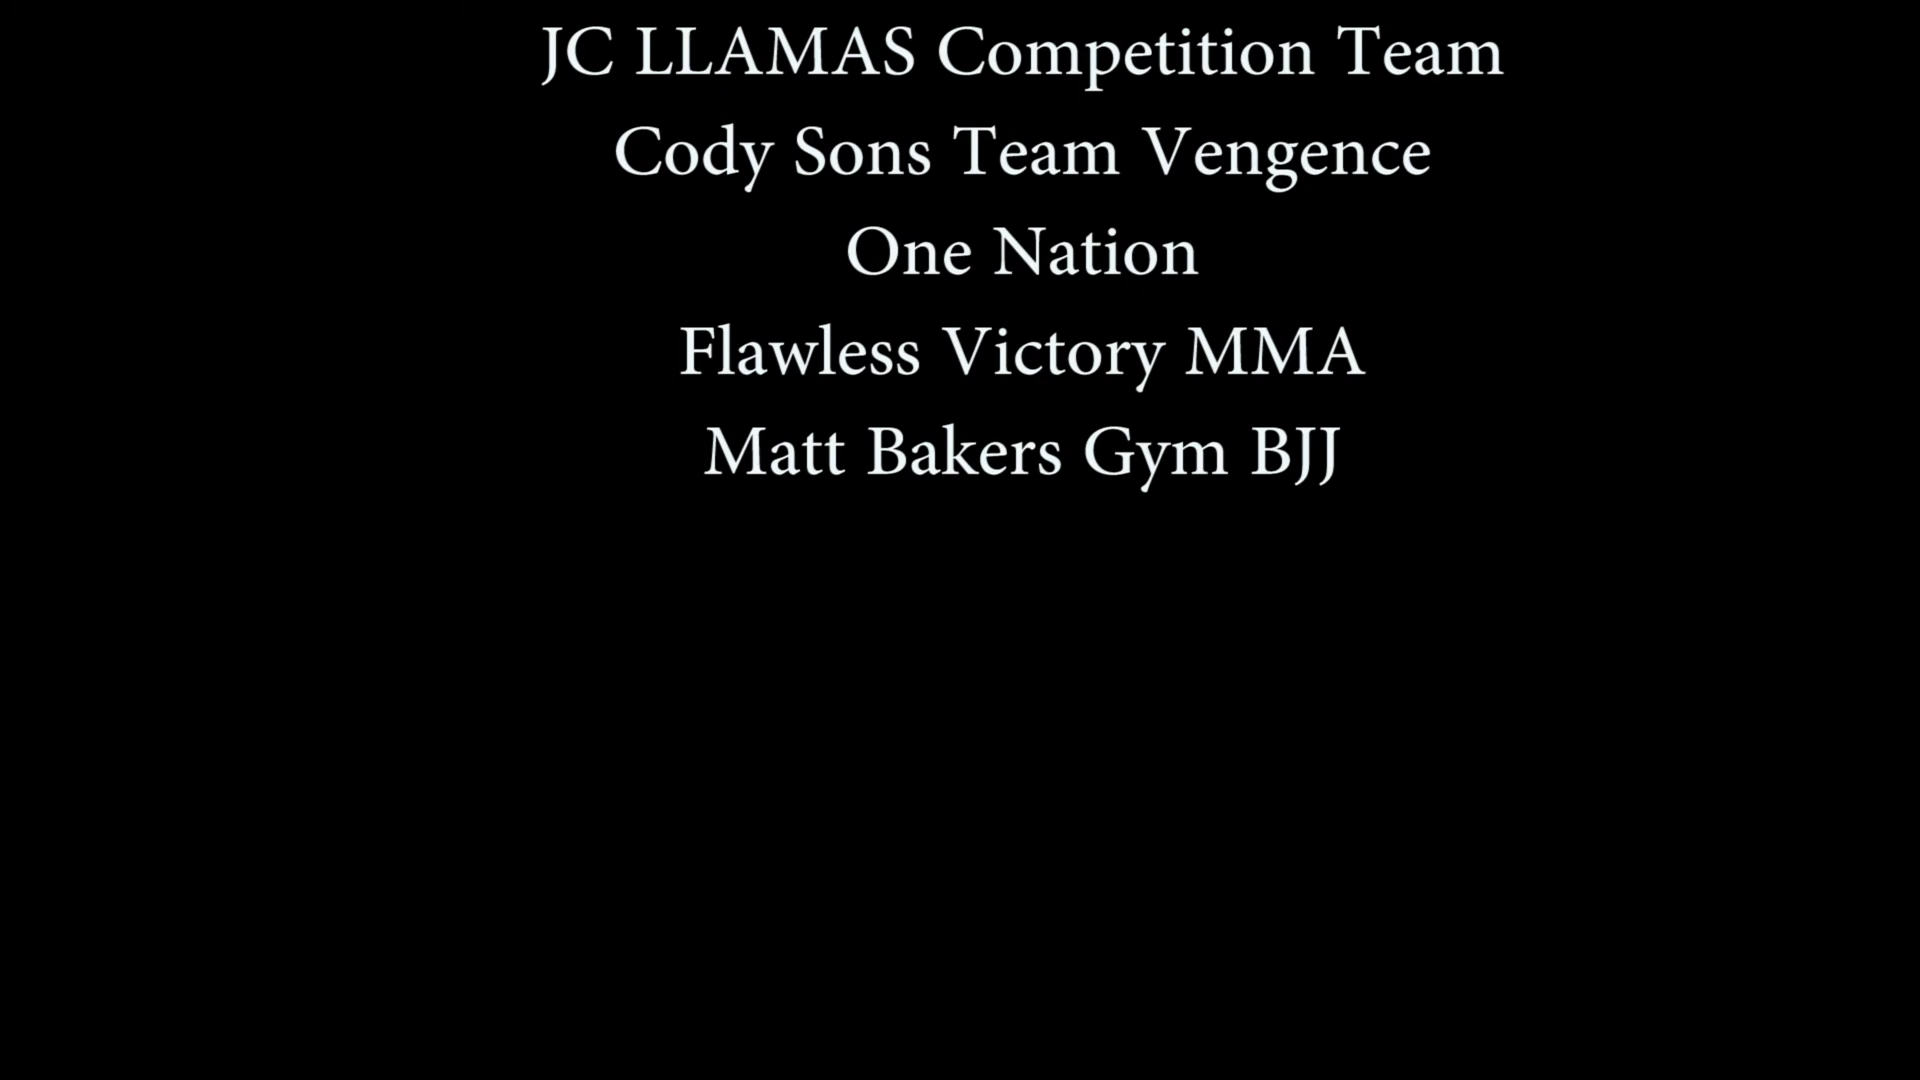 JC LLAMAS Competition Team
Cody Sons Team Vengence
One Nation
Flawless Victory MMA
Matt Bakers Gym BJJ